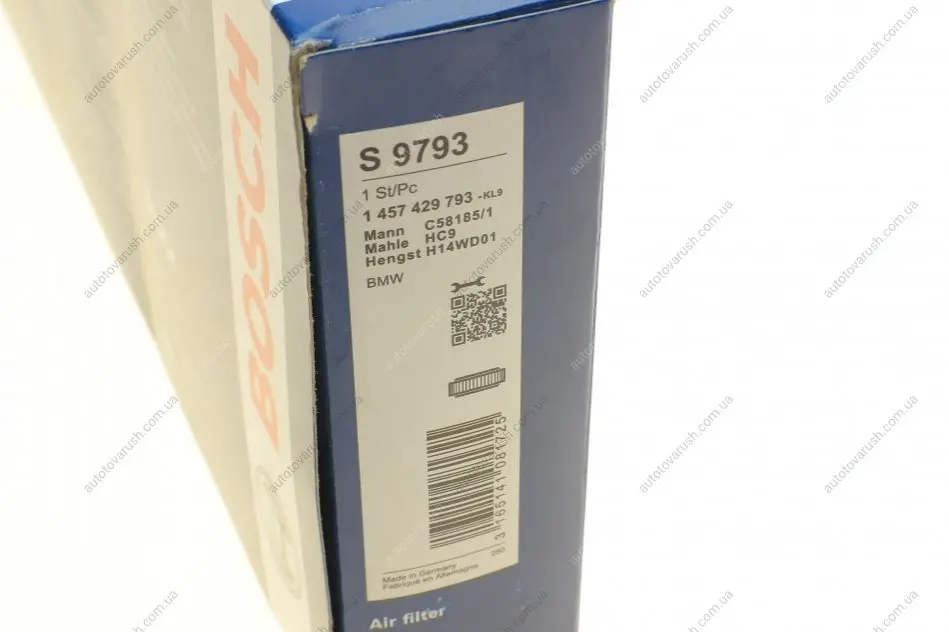 BOSCH
S 9793
1 St/Pc
1 457 429 793 -KL9
Mann C58185/1
Mahle HC9
Hengst H14WD01
BMW
3 165141 081725
Made in Germany
Fabriqué en Allemagne
Air filter
autotovarush.com.ua